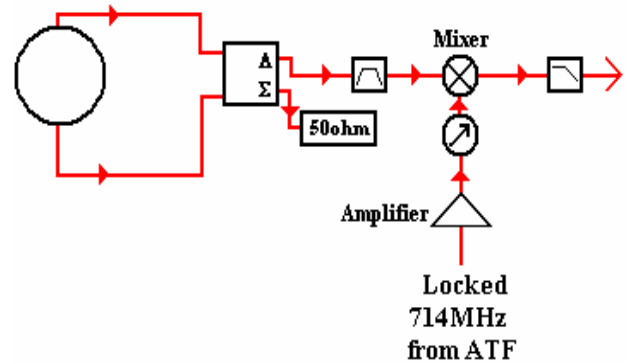 Mixer
Δ
Σ
50ohm
Amplifier
Locked
714MHz
from ATF